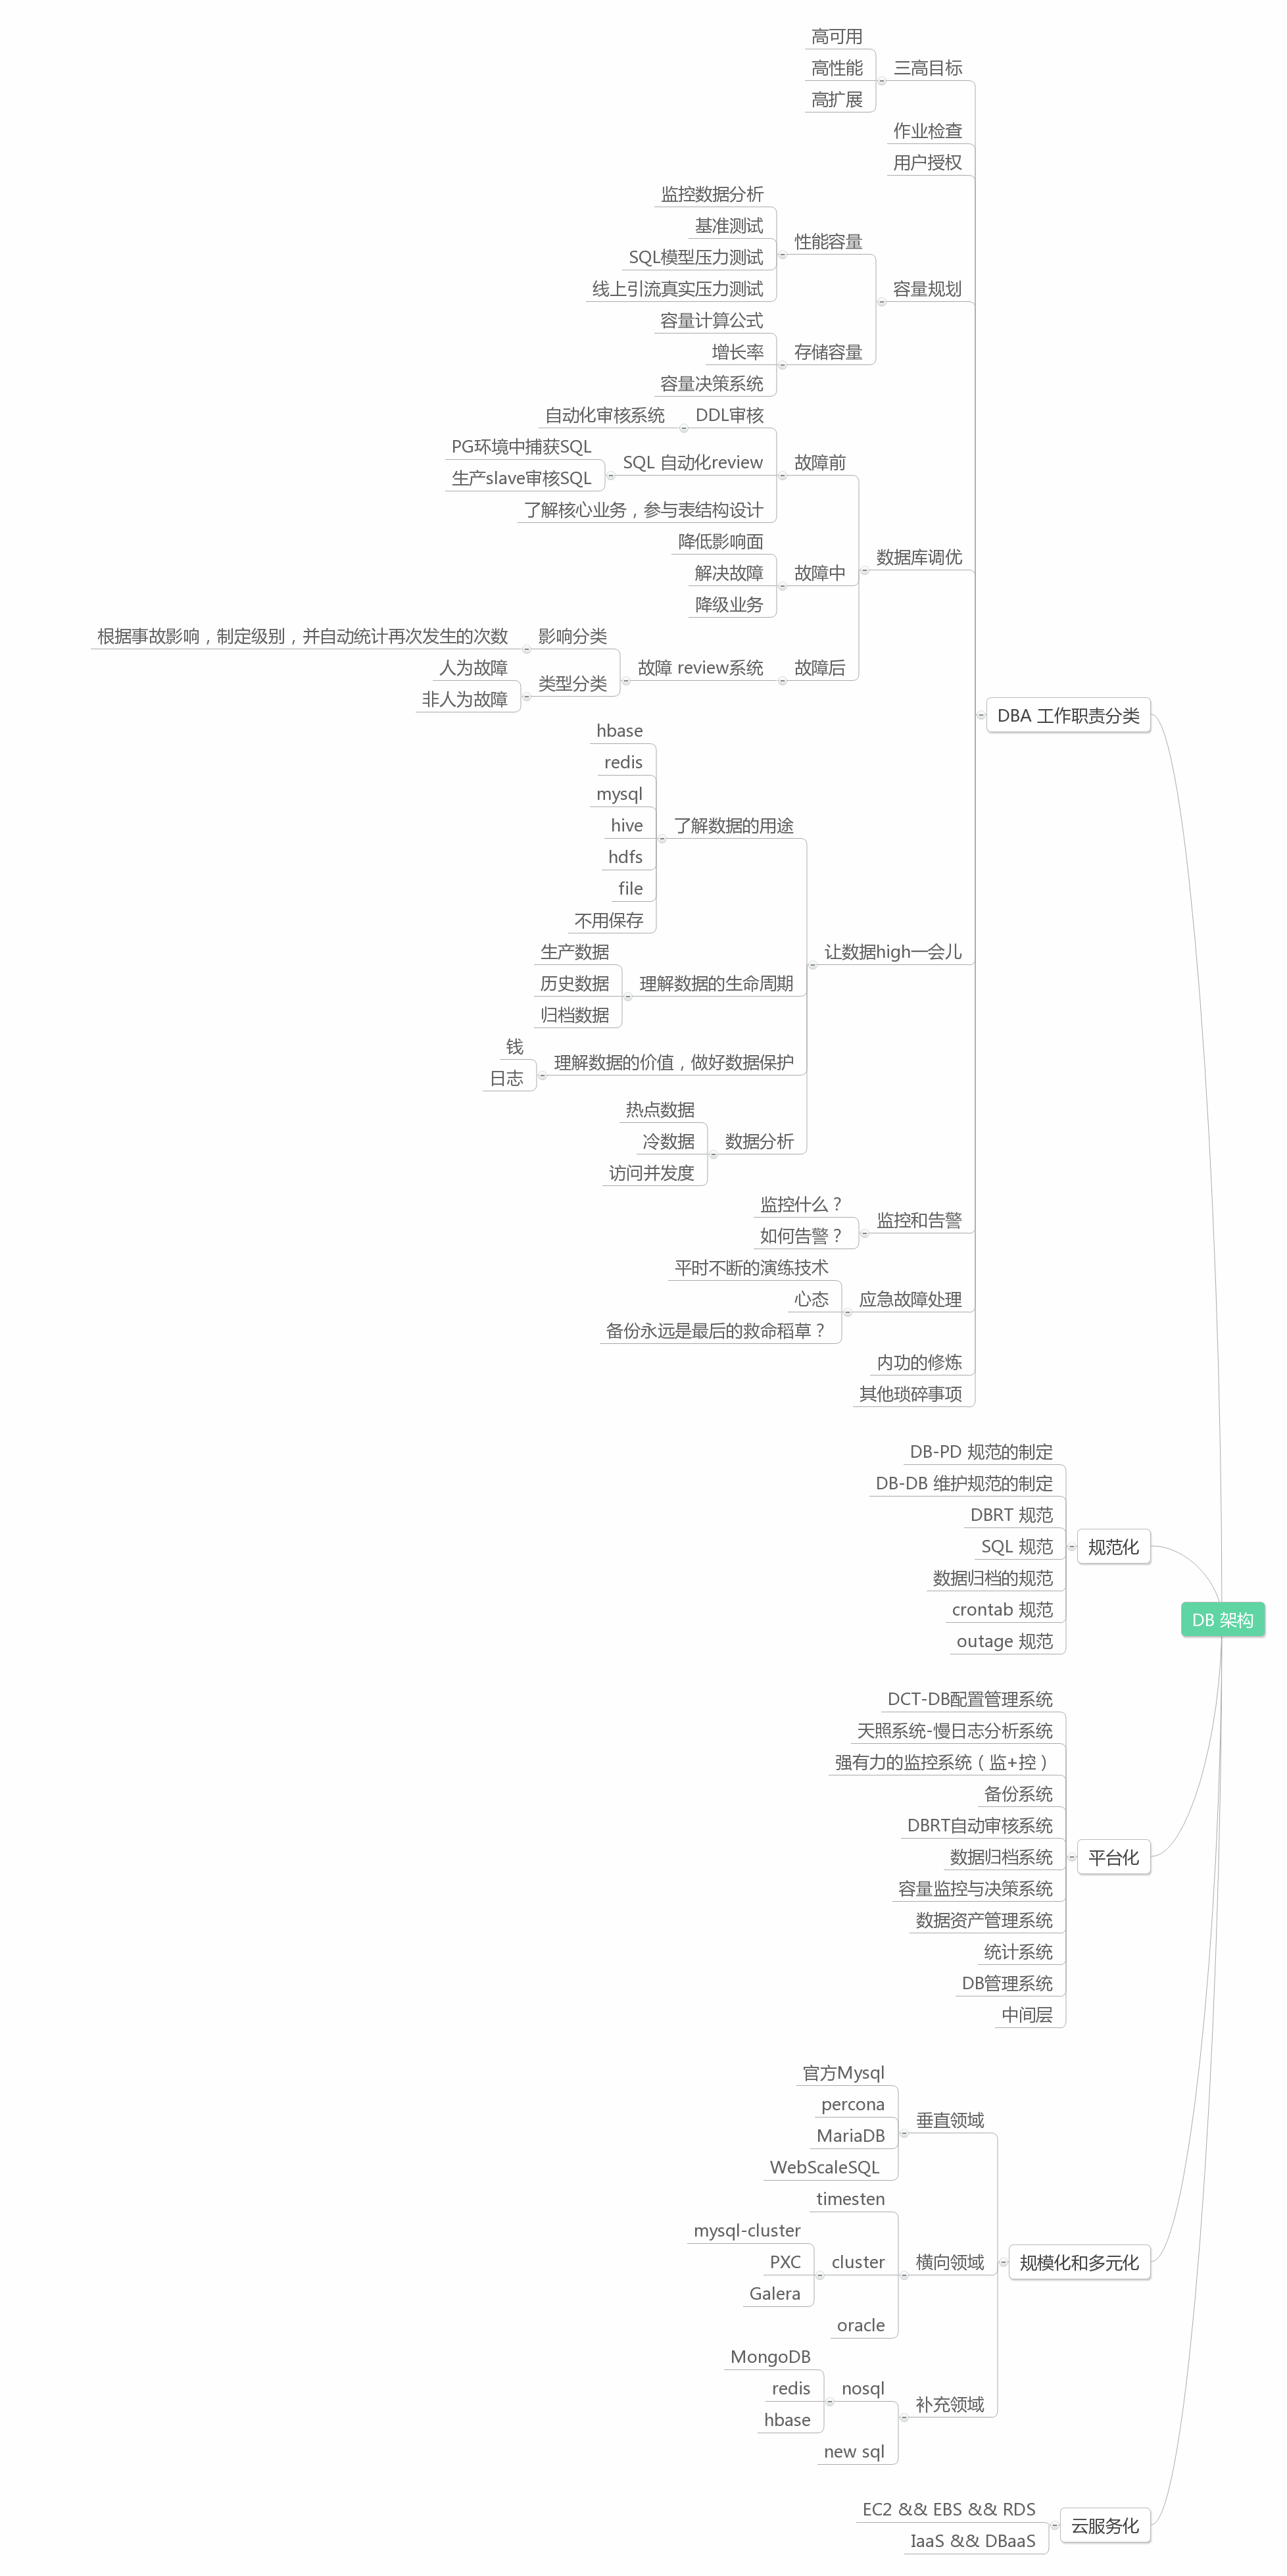 高可用
高性能
高扩展
三高目标
作业检查
用户授权
监控数据分析
基准测试
SQL模型压力测试
线上引流真实压力测试
性能容量
容量规划
容量计算公式
增长率
容量决策系统
存储容量
自动化审核系统
DDL审核
PG环境中捕获SQL
生产slave审核SQL
SQL 自动化review
了解核心业务，参与表结构设计
故障前
降低影响面
解决故障
降级业务
故障中
数据库调优
根据事故影响，制定级别，并自动统计再次发生的次数
影响分类
人为故障
非人为故障
类型分类
故障 review系统
故障后
DBA 工作职责分类
hbase
redis
mysql
hive
hdfs
file
不用保存
了解数据的用途
让数据high一会儿
生产数据
历史数据
归档数据
理解数据的生命周期
钱
日志
理解数据的价值，做好数据保护
热点数据
冷数据
访问并发度
数据分析
监控什么？
如何告警？
监控和告警
平时不断的演练技术
心态
备份永远是最后的救命稻草？
应急故障处理
内功的修炼
其他琐碎事项
DB-PD 规范的制定
DB-DB 维护规范的制定
DBRT 规范
SQL 规范
数据归档的规范
crontab 规范
outage 规范
规范化
DB 架构
DCT-DB配置管理系统
天照系统-慢日志分析系统
强有力的监控系统（监+控）
备份系统
DBRT自动审核系统
数据归档系统
容量监控与决策系统
数据资产管理系统
统计系统
DB管理系统
中间层
平台化
官方Mysql
percona
MariaDB
WebScaleSQL
垂直领域
timesten
mysql-cluster
PXC
Galera
cluster
oracle
横向领域
规模化和多元化
MongoDB
redis
hbase
nosql
new sql
补充领域
EC2 && EBS && RDS
IaaS && DBaaS
云服务化